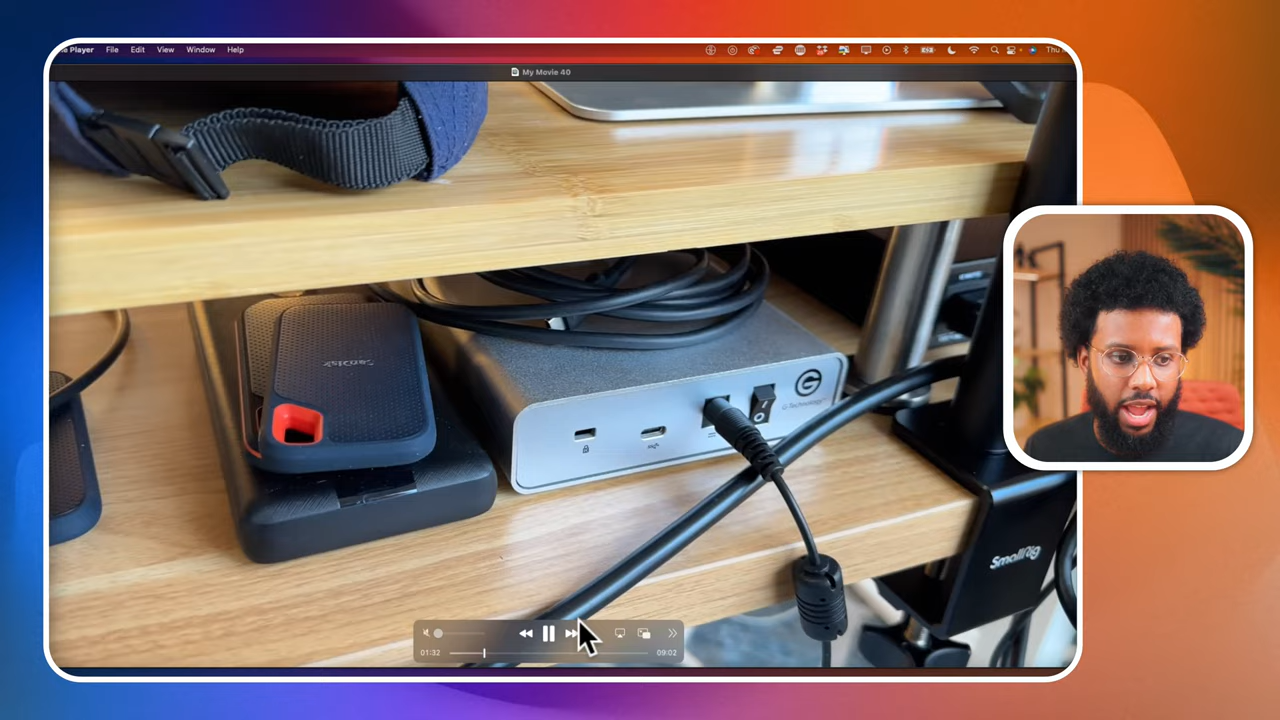 Player File Edit View Window Help
Thu
My Movie 40
SanDisk
G-Technology
SmallRig
01:32
09:02